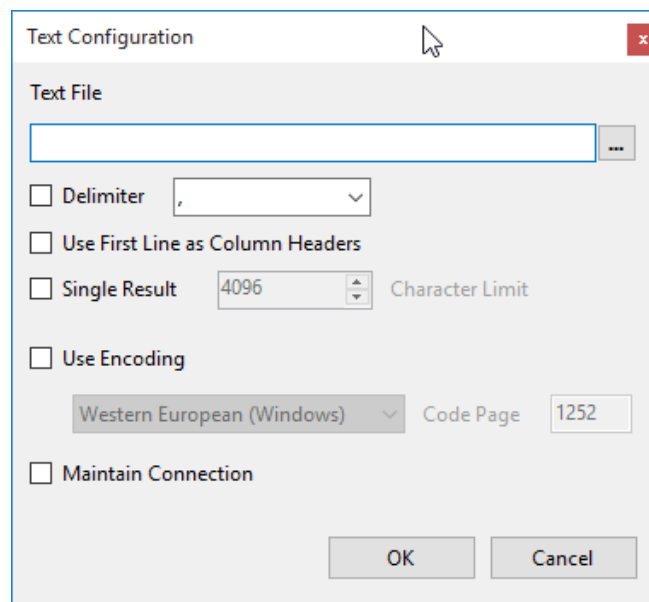 Text Configuration
x
Text File
...
Delimiter ,
Use First Line as Column Headers
Single Result 4096 Character Limit
Use Encoding
Western European (Windows) Code Page 1252
Maintain Connection
OK Cancel